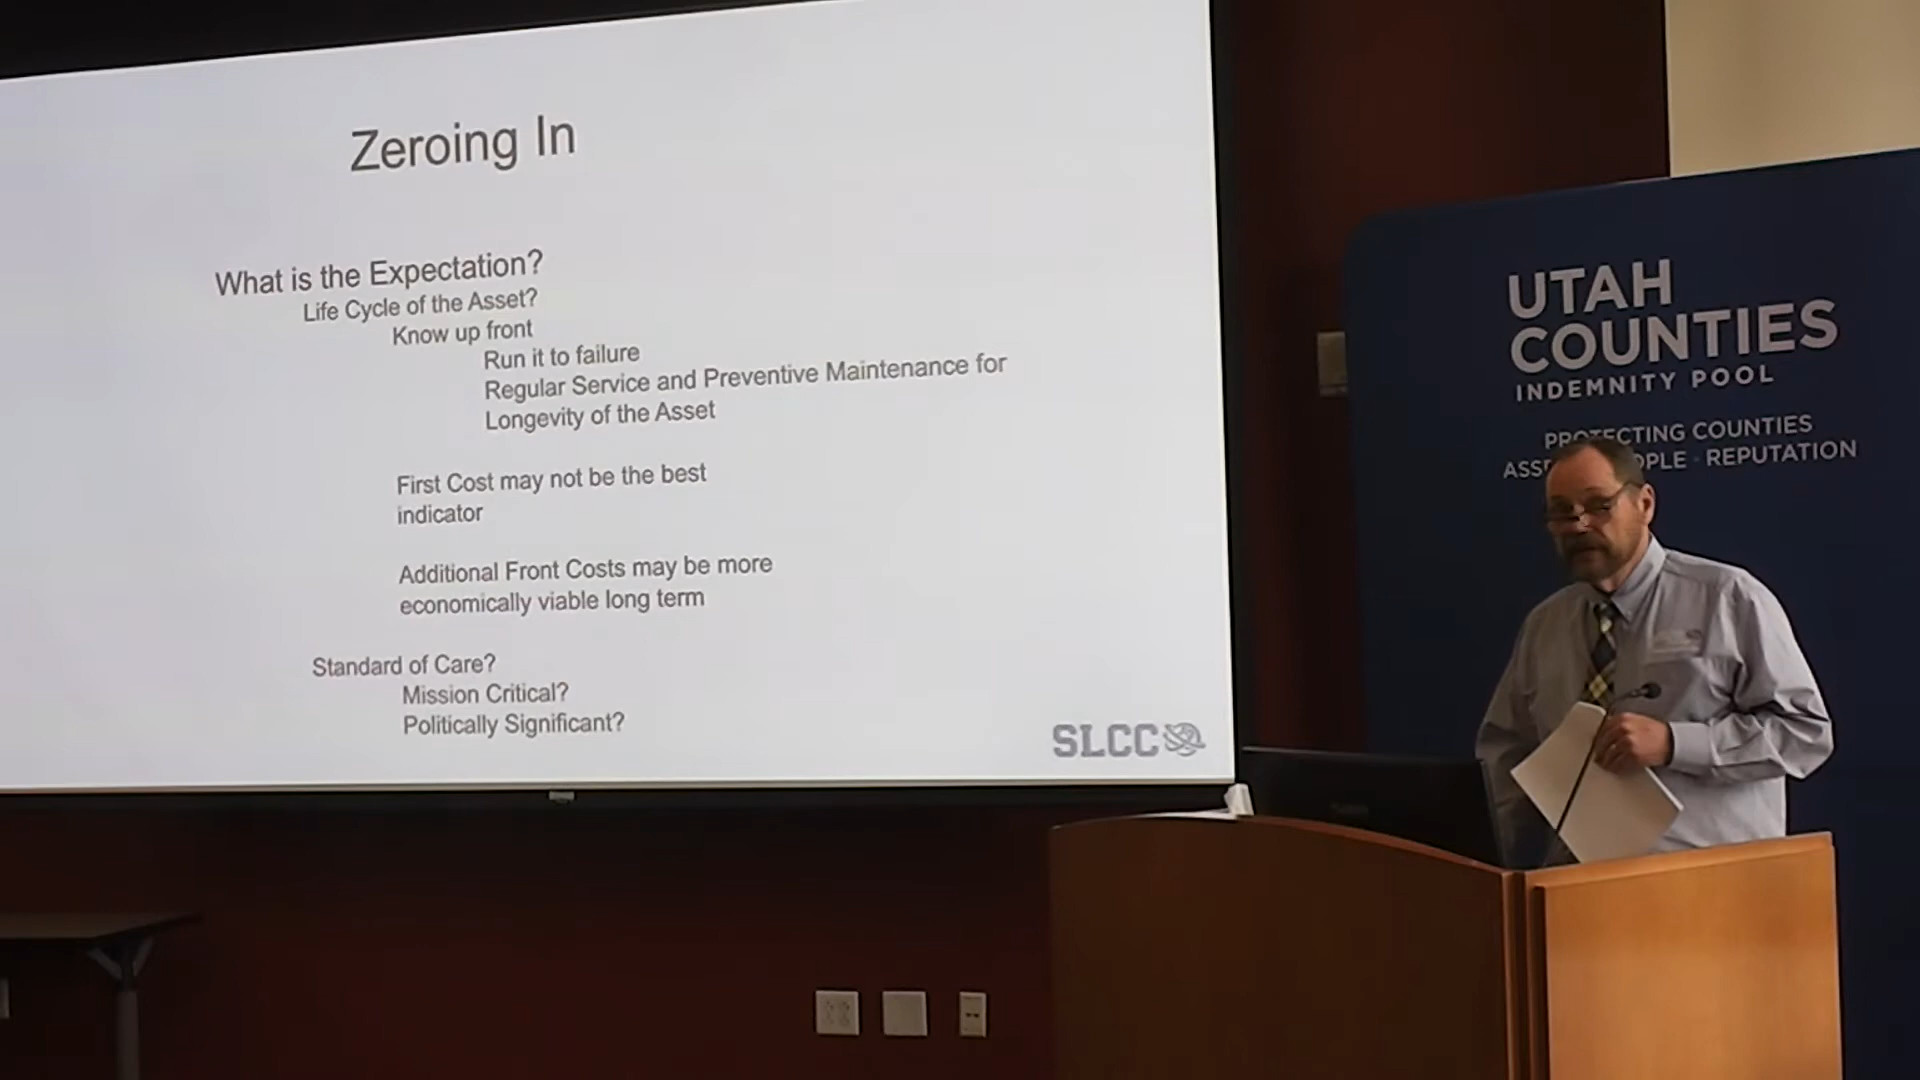 Zeroing In
What is the Expectation?
Life Cycle of the Asset?
Know up front
Run it to failure
Regular Service and Preventive Maintenance for
Longevity of the Asset
First Cost may not be the best
indicator
Additional Front Costs may be more
economically viable long term
Standard of Care?
Mission Critical?
Politically Significant?
SLCC
UTAH
COUNTIES
INDEMNITY POOL
COUNTIES
REPUTATION